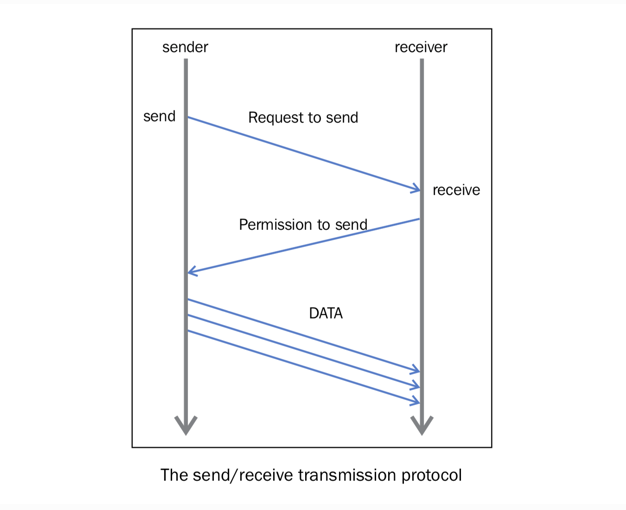 sender
receiver
send
Request to send
receive
Permission to send
DATA
The send/receive transmission protocol